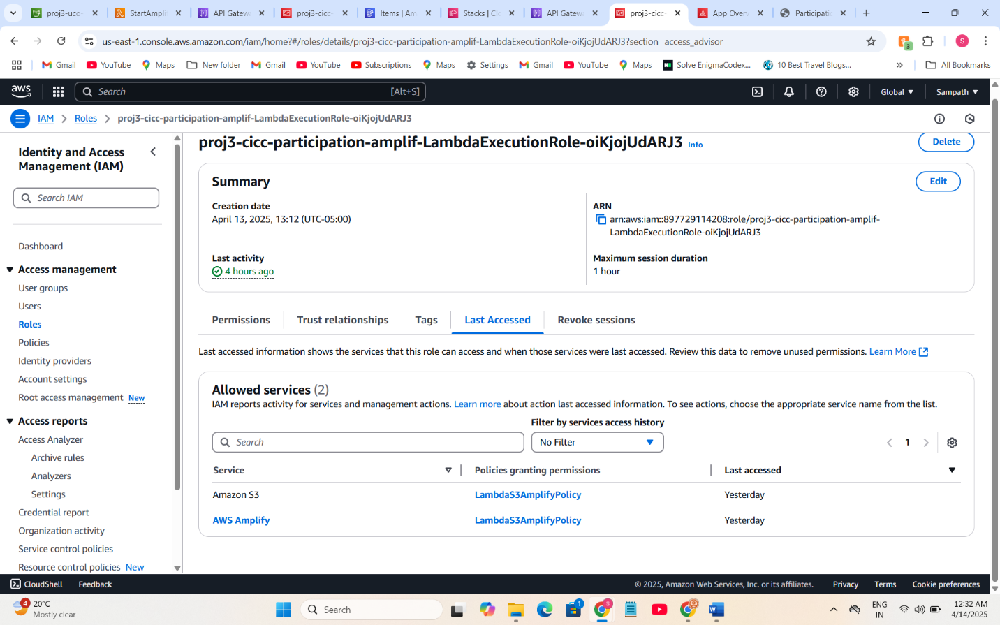 proj3-uco-
StartAmpli
API Gatew
proj3-cicc-
Items | Am
Stacks | Cl
API Gatew
proj3-cicc-
App Over
Participati
us-east-1.console.aws.amazon.com/iam/home?#/roles/details/proj3-cicc-participation-amplif-LambdaExecutionRole-oiKjojUdARJ3?section=access_advisor
3
S
Gmail
YouTube
Maps
New folder
Gmail
YouTube
Subscriptions
Maps
Settings
Gmail
YouTube
Maps
Solve EnigmaCodex...
10 Best Travel Blogs...
All Bookmarks
aws
Search
[Alt+S]
Global
Sampath
IAM
Roles
proj3-cicc-participation-amplif-LambdaExecutionRole-oiKjojUdARJ3
Identity and Access
Management (IAM)
Search IAM
Dashboard
Access management
User groups
Users
Roles
Policies
Identity providers
Account settings
Root access management New
Access reports
Access Analyzer
Archive rules
Analyzers
Settings
Credential report
Organization activity
Service control policies
Resource control policies New
proj3-cicc-participation-amplif-LambdaExecutionRole-oiKjojUdARJ3 Info
Delete
Summary
Edit
Creation date
April 13, 2025, 13:12 (UTC-05:00)
ARN
arn:aws:iam::897729114208:role/proj3-cicc-participation-amplif-
LambdaExecutionRole-oiKjojUdARJ3
Last activity
4 hours ago
Maximum session duration
1 hour
Permissions
Trust relationships
Tags
Last Accessed
Revoke sessions
Last accessed information shows the services that this role can access and when those services were last accessed. Review this data to remove unused permissions. Learn More
Allowed services (2)
IAM reports activity for services and management actions. Learn more about action last accessed information. To see actions, choose the appropriate service name from the list.
Filter by services access history
Search
No Filter
1
Service
Policies granting permissions
Last accessed
Amazon S3
LambdaS3AmplifyPolicy
Yesterday
AWS Amplify
LambdaS3AmplifyPolicy
Yesterday
CloudShell
Feedback
© 2025, Amazon Web Services, Inc. or its affiliates.
Privacy
Terms
Cookie preferences
4
20°C
Mostly clear
Search
1
S
ENG
IN
12:32 AM
4/14/2025